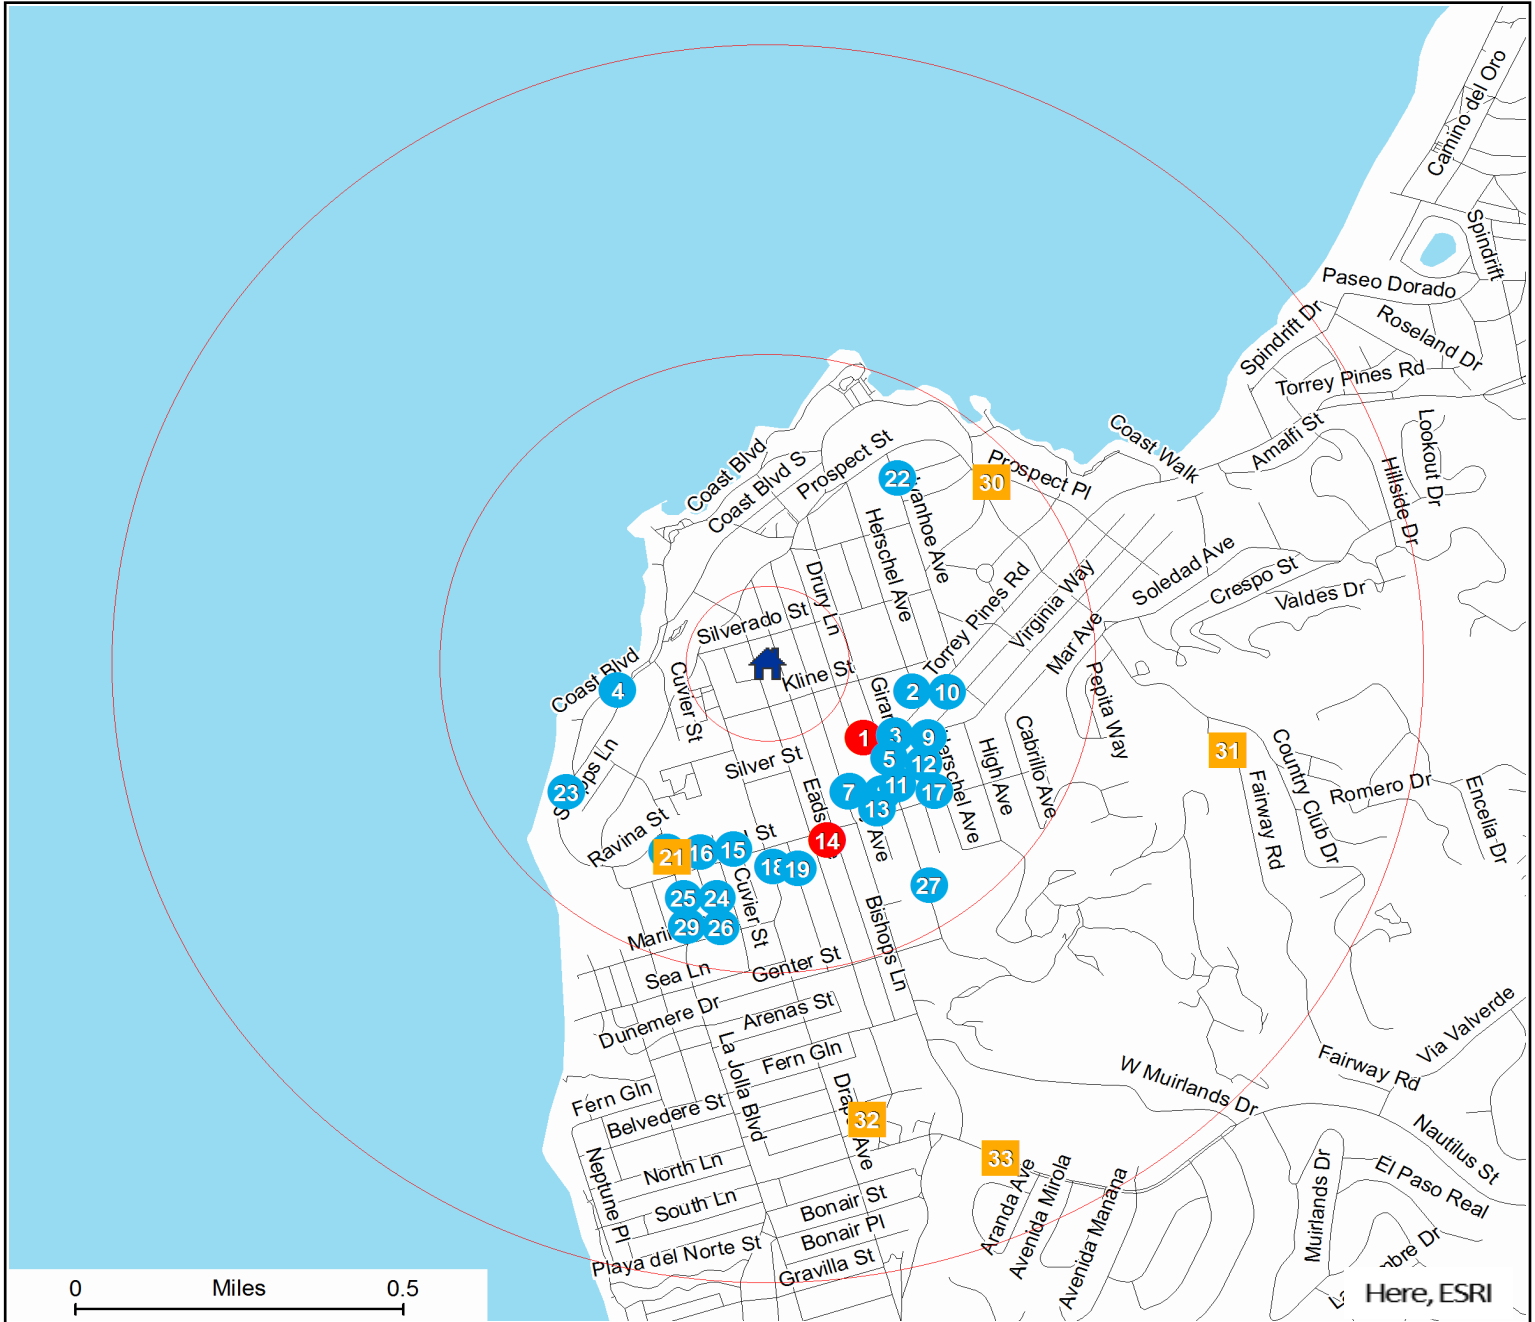 Camino del Oro
Spindrift
Paseo Dorado
Spindrift Dr
Roseland Dr
Torrey Pines Rd
Amalfi St
Lookout Dr
Hillside Dr
Coast Walk
Prospect Pl
Prospect St
Coast Blvd
Coast Blvd S
22
30
Ivanhoe Ave
Herschel Ave
Drury Ln
Silverado St
Kline St
Torrey Pines Rd
Virginia Way
Mar Ave
Soledad Ave
Crespo St
Valdes Dr
Pepita Way
Coast Blvd
4
Cuvier St
2
10
1
3
9
5
12
High Ave
Cabrillo Ave
31
Country Club Dr
Fairway Rd
Romero Dr
Encelia Dr
Silver St
Eads
7
11
17
13
Herschel Ave
Ave
23
Ravina St
St
14
21
16
15
18
19
27
25
24
29
26
Cuvier St
Bishops Ln
Sea Ln
Genter St
Dunemere Dr
Arenas St
Fern Gln
La Jolla Blvd
Fern Gln
Belvedere St
32
Ave
33
W Muirlands Dr
Fairway Rd
Via Valverde
Nautilus St
El Paso Real
Muirlands Dr
North Ln
South Ln
Neptune Pl
Bonair St
Bonair Pl
Playa del Norte St
Gravilla St
Aranda Ave
Avenida Mirola
Avenida Manana
0 Miles 0.5
Here, ESRI